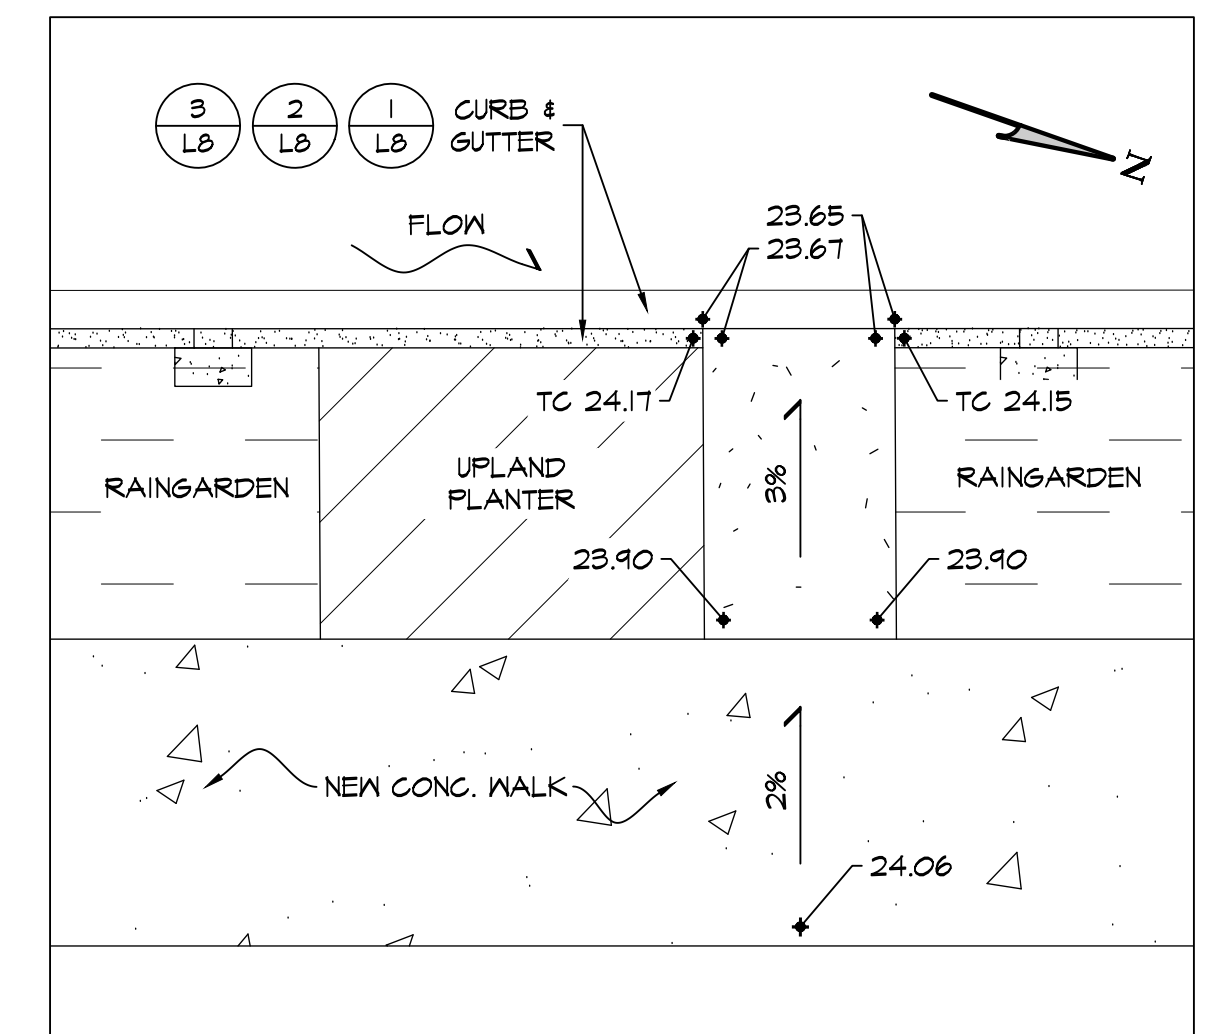 3 2 1 CURB &
L8 L8 L8 GUTTER
N
FLOW
23.65
23.67
TC 24.17
TC 24.15
RAINGARDEN
UPLAND
PLANTER
3%
RAINGARDEN
23.90
23.90
NEW CONC. WALK
2%
24.06